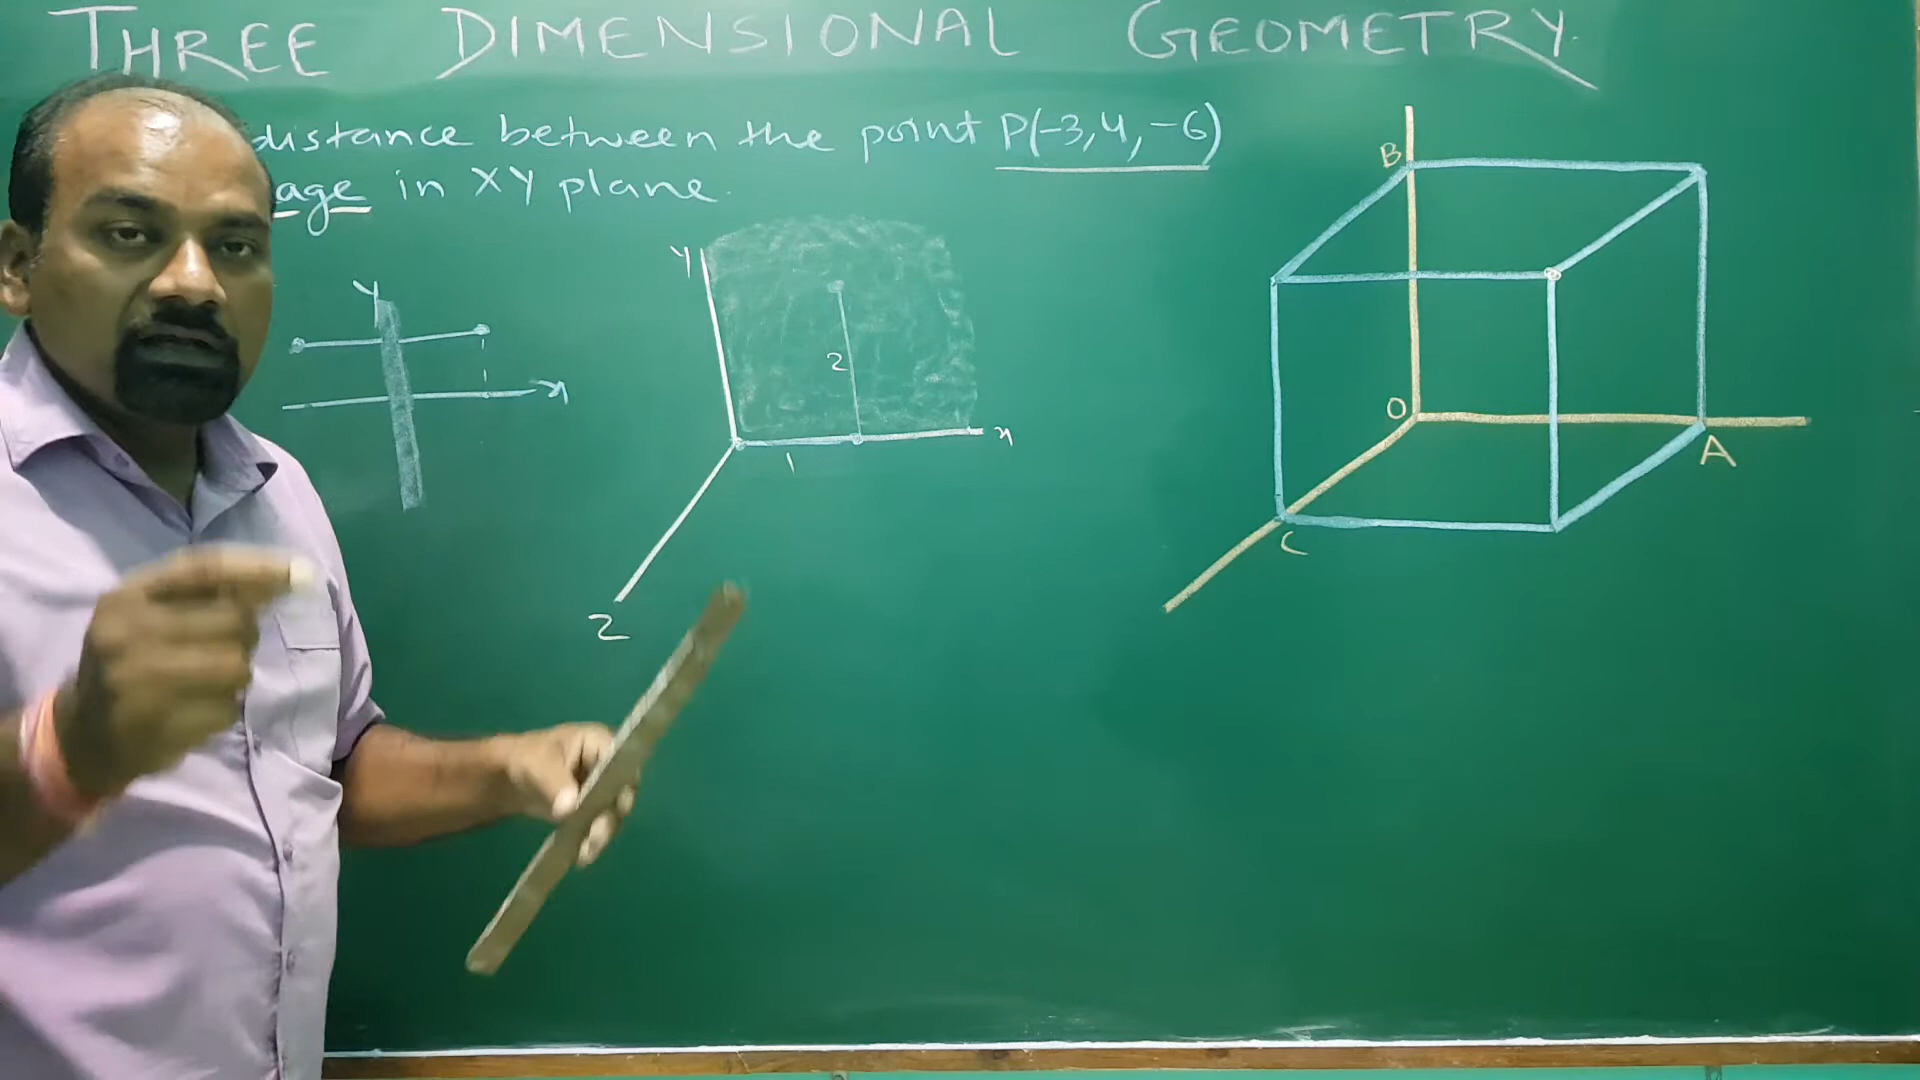 THREE DIMENSIONAL GEOMETRY
distance between the point P(-3,4,-6)
age in XY plane.
B
Y
y
2
x
O
x
1
A
C
Z